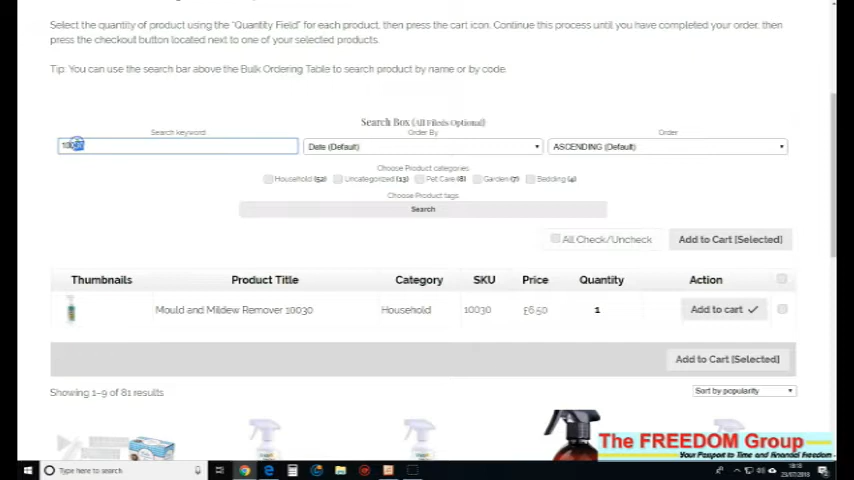 Select the quantity of product using the "Quantity Field" for each product, then press the cart icon. Continue this process until you have completed your order, then
press the checkout button located next to one of your selected products.
Tip: You can use the search bar above the Bulk Ordering Table to search product by name or by code.
Search Box (All Fileds Optional)
Search keyword
Order By
Order
Date (Default)
ASCENDING (Default)
Choose Product categories
Household (52) Uncategorized (13) Pet Care (8) Garden (7) Bedding (4)
Choose Product tags
Search
All Check/Uncheck
Add to Cart [Selected]
Thumbnails Product Title Category SKU Price Quantity Action
Mould and Mildew Remover 10030 Household 10030 £6.50 1 Add to cart
Add to Cart [Selected]
Showing 1–9 of 81 results
Sort by popularity
The FREEDOM Group
Your Passport to Time and Financial Freedom
Type here to search
18:18
23/07/2018